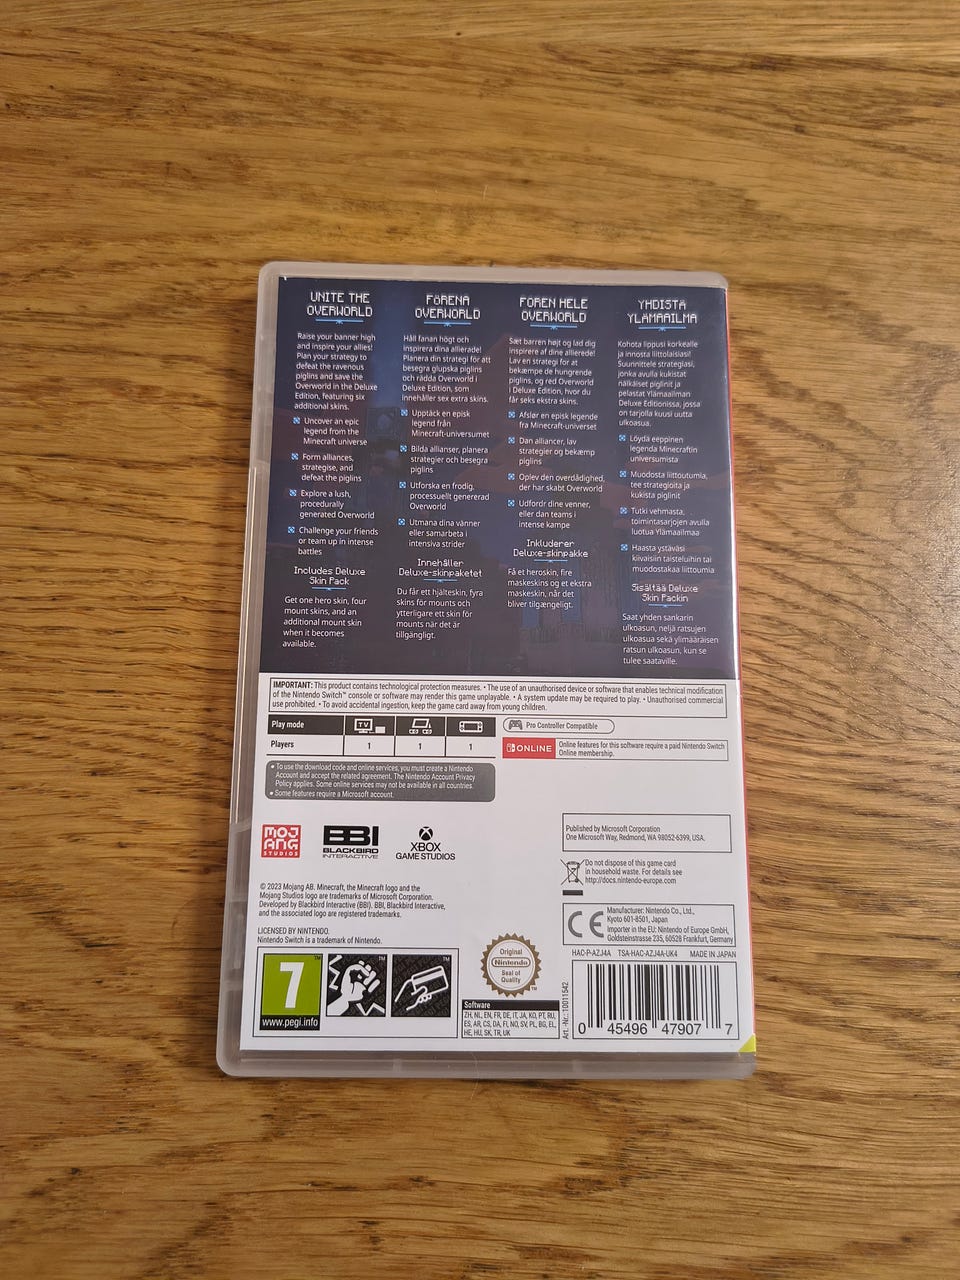 UNITE THE
OVERWORLD
Raise your banner high
and inspire your allies!
Plan your strategy to
defeat the ravenous
piglins and save the
Overworld in the Deluxe
Edition, featuring six
additional skins.
Uncover an epic
legend from the
Minecraft universe
Form alliances,
strategise, and
defeat the piglins
Explore a lush,
procedurally
generated Overworld
Challenge your friends
or team up in intense
battles
Includes Deluxe
Skin Pack
Get one hero skin, four
mount skins, and an
additional mount skin
when it becomes
available.
FÖRENA
OVERWORLD
Håll fanan högt och
inspirera dina allierade!
Planera din strategi för att
besegra glupska piglins
och rädda Overworld i
Deluxe Edition, som
innehåller sex extra skins.
Upptäck en episk
legend från
Minecraft-universumet
Bilda allianser, planera
strategier och besegra
piglins
Utforska en frodig,
processuellt genererad
Overworld
Utmana dina vänner
eller samarbeta i
intensiva strider
Innehåller
Deluxe-skinpaketet
Du får ett hjälteskin, fyra
skins för mounts och
ytterligare ett skin för
mounts när det är
tillgängligt.
FOREN HELE
OVERWORLD
Sæt barren højt og lad dig
inspirere af dine allierede!
Lav en strategi for at
bekæmpe de hungrende
piglins, og red Overworld
i Deluxe Edition, hvor du
får seks ekstra skins.
Afslør en episk legende
fra Minecraft-universet
Dan alliancer, lav
strategier og bekæmp
piglins
Oplev den overdådighed,
der har skabt Overworld
Udfordr dine venner,
eller dan teams i
intense kampe
Inkluderer
Deluxe-skinpakke
Få et heroskin, fire
maskeskins og et ekstra
maskeskin, når det
bliver tilgængeligt.
YHDISTÄ
YLÄMAAILMA
Kohota lippusi korkealle
ja innosta liittolaisiasi!
Suunnittele strategiasi,
jonka avulla kukistat
nälkäiset piglinit ja
pelastat Ylämaailman
Deluxe Editionissa, jossa
on tarjolla kuusi uutta
ulkoasua.
Löydä eeppinen
legenda Minecraftin
universumista
Muodosta liittoutumia,
tee strategioita ja
kukista piglinit
Tutki vehmasta,
toimintasarjojen avulla
luotua Ylämaailmaa
Haasta ystäväsi
kiivaisiin taisteluihin tai
muodostakaa liittoumia
Sisältää Deluxe
Skin Packin
Saat yhden sankarin
ulkoasun, neljä ratsujen
ulkoasua sekä ylimääräisen
ratsun ulkoasun, kun se
tulee saataville.
IMPORTANT: This product contains technological protection measures. • The use of an unauthorised device or software that enables technical modification
of the Nintendo Switch™ console or software may render this game unplayable. • A system update may be required to play. • Unauthorised commercial
use prohibited. • To avoid accidental ingestion, keep the game card away from young children.
Play mode
TV
Players 1 1 1
Pro Controller Compatible
ONLINE
Online features for this software require a paid Nintendo Switch
Online membership.
• To use the download code and online services, you must create a Nintendo
Account and accept the related agreement. The Nintendo Account Privacy
Policy applies. Some online services may not be available in all countries.
• Some features require a Microsoft account.
MOJANG
STUDIOS
BBI
BLACKBIRD
INTERACTIVE
XBOX
GAME STUDIOS
Published by Microsoft Corporation
One Microsoft Way, Redmond, WA 98052-6399, USA.
Do not dispose of this game card
in household waste. For details see
http://docs.nintendo-europe.com
© 2023 Mojang AB. Minecraft, the Minecraft logo and the
Mojang Studios logo are trademarks of Microsoft Corporation.
Developed by Blackbird Interactive (BBI). BBI, Blackbird Interactive,
and the associated logo are registered trademarks.
LICENSED BY NINTENDO.
Nintendo Switch is a trademark of Nintendo.
CE
Manufacturer: Nintendo Co., Ltd.,
Kyoto 601-8501, Japan
Importer in the EU: Nintendo of Europe GmbH,
Goldsteinstrasse 235, 60528 Frankfurt, Germany
HAC-P-AZJ4A TSA-HAC-AZJ4A-UK4 MADE IN JAPAN
7
www.pegi.info
TM
TM
TM
Original
Nintendo
Seal of
Quality
TM
Software
ZH, NL, EN, FR, DE, IT, JA, KO, PT, RU,
ES, AR, CS, DA, FI, NO, SV, PL, BG, EL,
HE, HU, SK, TR, UK
Art.-Nr.: 10011542
0 45496 47907 7